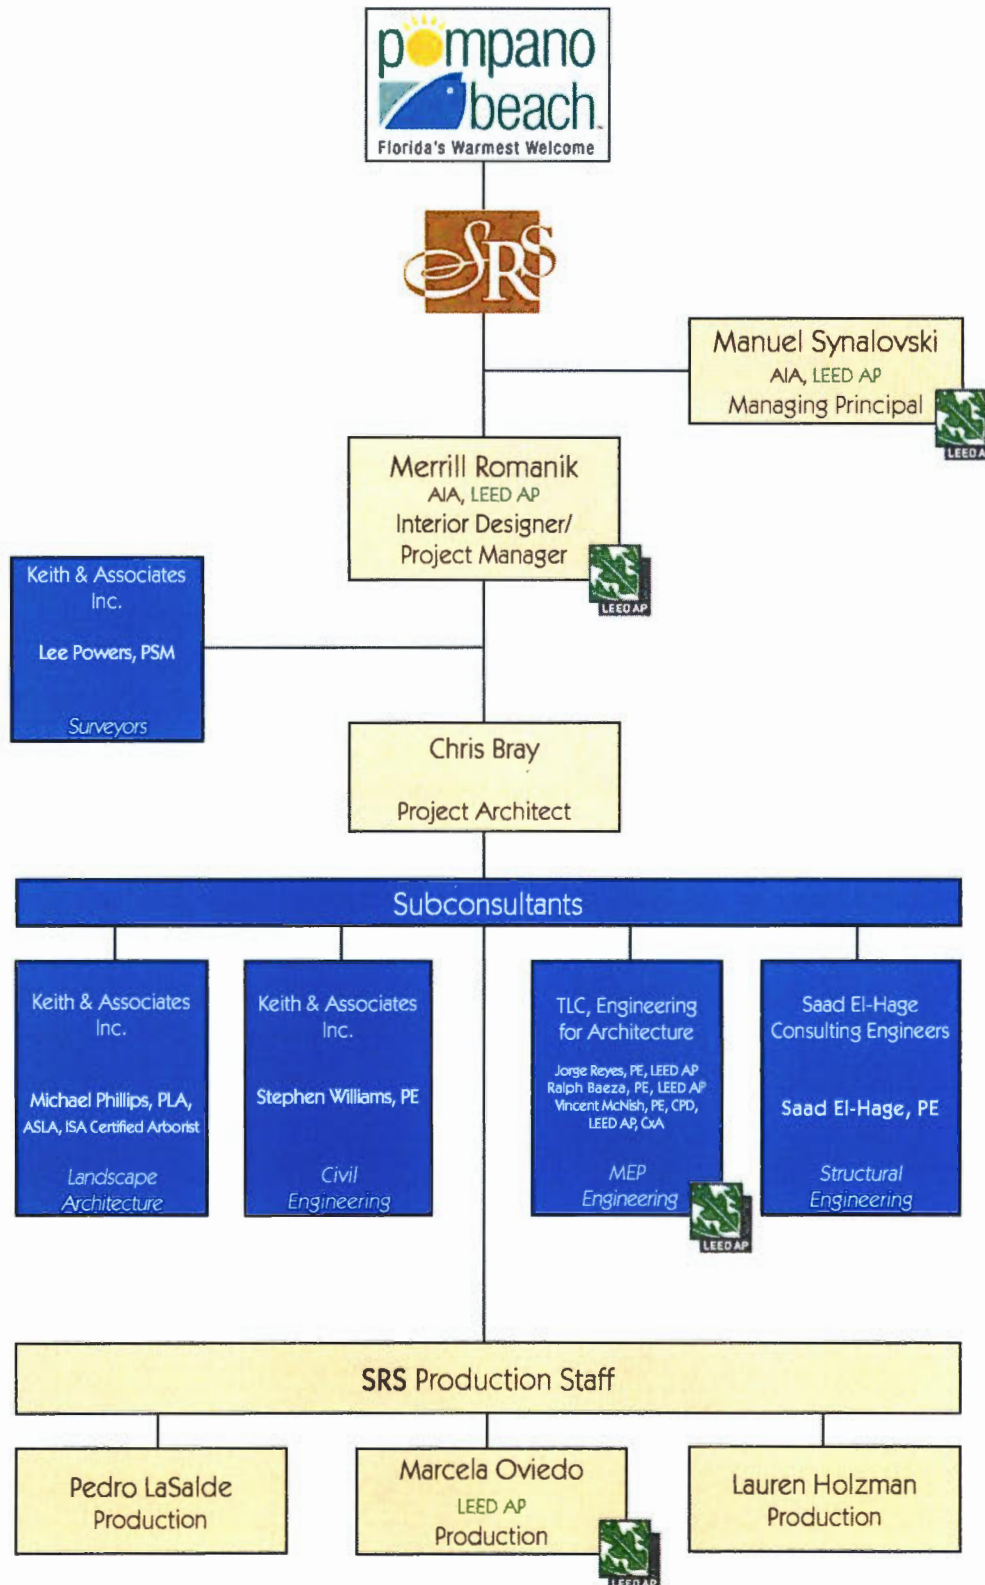 pompano
beach
Florida's Warmest Welcome
SRS
Manuel Synalovski
AIA, LEED AP
Managing Principal
LEED A
Merrill Romanik
AIA, LEED AP
Interior Designer/
Project Manager
LEED AP
Keith & Associates
Inc.
Lee Powers, PSM
Surveyors
Chris Bray
Project Architect
Subconsultants
Keith & Associates
Inc.
Michael Phillips, PLA,
ASLA, ISA Certified Arborist
Landscape
Architecture
Keith & Associates
Inc.
Stephen Williams, PE
Civil
Engineering
TLC, Engineering
for Architecture
Jorge Reyes, PE, LEED AP
Ralph Baeza, PE, LEED AP
Vincent McNish, PE, CPD,
LEED AP, CxA
MEP
Engineering
LEED AP
Saad El-Hage
Consulting Engineers
Saad El-Hage, PE
Structural
Engineering
SRS Production Staff
Pedro LaSalde
Production
Marcela Oviedo
LEED AP
Production
LEED AP
Lauren Holzman
Production